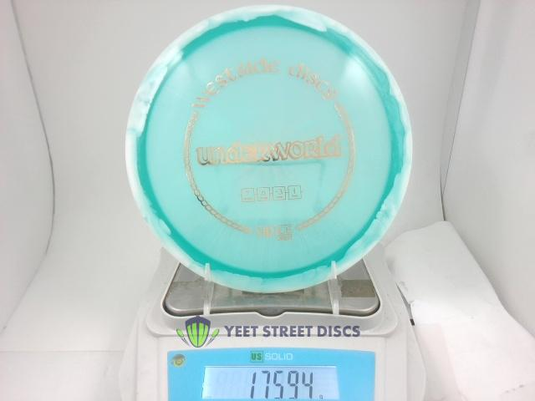 westside discs
underworld
YEET STREET DISCS
US SOLID
175.94 g